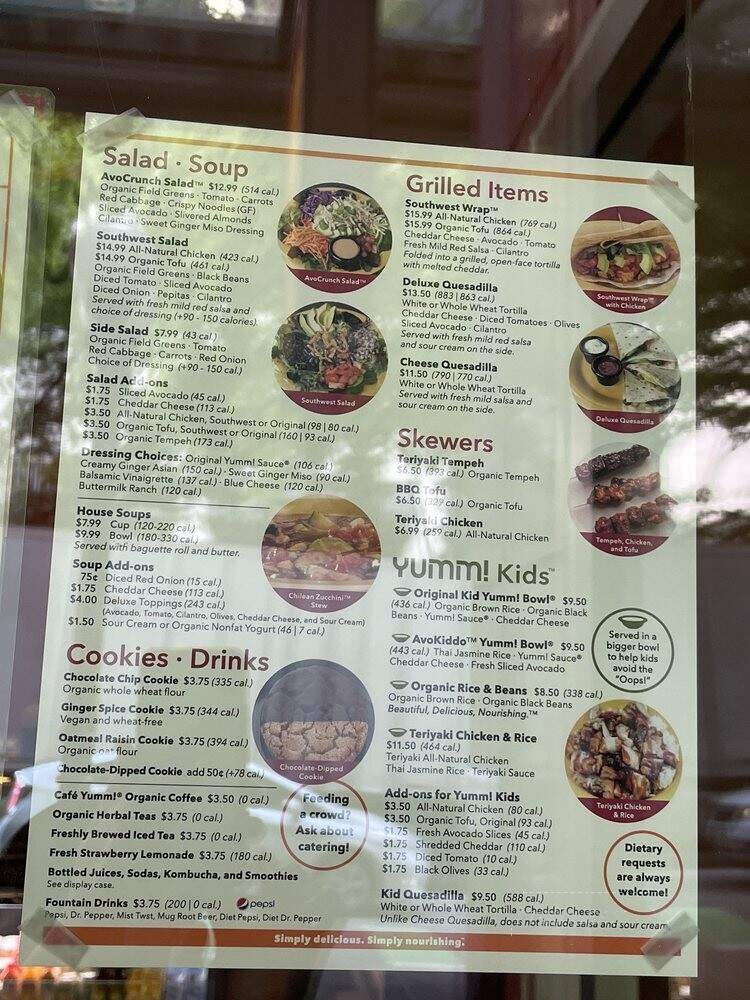 Salad · Soup
AvoCrunch Salad™ $12.99 (514 cal.)
Organic Field Greens · Tomato · Carrots
Red Cabbage · Crispy Noodles (GF)
Sliced Avocado · Slivered Almonds
Cilantro · Sweet Ginger Miso Dressing
Southwest Salad
$14.99 All-Natural Chicken (423 cal.)
$14.99 Organic Tofu (461 cal.)
Organic Field Greens · Black Beans
Diced Tomato · Sliced Avocado
Diced Onion · Pepitas · Cilantro
Served with fresh mild red salsa and
choice of dressing (+90 - 150 calories).
Side Salad $7.99 (43 cal.)
Organic Field Greens · Tomato
Red Cabbage · Carrots · Red Onion
Choice of Dressing (+90 - 150 cal.)
Salad Add-ons
$1.75 Sliced Avocado (45 cal.)
$1.75 Cheddar Cheese (113 cal.)
$3.50 All-Natural Chicken, Southwest or Original (98 | 80 cal.)
$3.50 Organic Tofu, Southwest or Original (160 | 93 cal.)
$3.50 Organic Tempeh (173 cal.)
Dressing Choices: Original Yumm! Sauce® (106 cal.)
Creamy Ginger Asian (150 cal.) · Sweet Ginger Miso (90 cal.)
Balsamic Vinaigrette (137 cal.) · Blue Cheese (120 cal.)
Buttermilk Ranch (120 cal.)
House Soups
$7.99 Cup (120-220 cal.)
$9.99 Bowl (180-330 cal.)
Served with baguette roll and butter.
Soup Add-ons
75¢ Diced Red Onion (15 cal.)
$1.75 Cheddar Cheese (113 cal.)
$4.00 Deluxe Toppings (243 cal.)
(Avocado, Tomato, Cilantro, Olives, Cheddar Cheese, and Sour Cream)
$1.50 Sour Cream or Organic Nonfat Yogurt (46 | 7 cal.)
AvoCrunch Salad™
Southwest Salad
Chilean Zucchini™
Stew
Cookies · Drinks
Chocolate Chip Cookie $3.75 (335 cal.)
Organic whole wheat flour
Ginger Spice Cookie $3.75 (344 cal.)
Vegan and wheat-free
Oatmeal Raisin Cookie $3.75 (394 cal.)
Organic oat flour
Chocolate-Dipped Cookie add 50¢ (+78 cal.)
Chocolate-Dipped
Cookie
Café Yumm!® Organic Coffee $3.50 (0 cal.)
Organic Herbal Teas $3.75 (0 cal.)
Freshly Brewed Iced Tea $3.75 (0 cal.)
Fresh Strawberry Lemonade $3.75 (180 cal.)
Bottled Juices, Sodas, Kombucha, and Smoothies
See display case.
Fountain Drinks $3.75 (200 | 0 cal.) pepsi
Pepsi, Dr. Pepper, Mist Twst, Mug Root Beer, Diet Pepsi, Diet Dr. Pepper
Feeding
a crowd?
Ask about
catering!
Grilled Items
Southwest Wrap™
$15.99 All-Natural Chicken (769 cal.)
$15.99 Organic Tofu (864 cal.)
Cheddar Cheese · Avocado · Tomato
Fresh Mild Red Salsa · Cilantro
Folded into a grilled, open-face tortilla
with melted cheddar.
Deluxe Quesadilla
$13.50 (883 | 863 cal.)
White or Whole Wheat Tortilla
Cheddar Cheese · Diced Tomatoes · Olives
Sliced Avocado · Cilantro
Served with fresh mild red salsa
and sour cream on the side.
Cheese Quesadilla
$11.50 (790 | 770 cal.)
White or Whole Wheat Tortilla
Served with fresh mild salsa and
sour cream on the side.
Southwest Wrap™
with Chicken
Deluxe Quesadilla
Skewers
Teriyaki Tempeh
$6.50 (393 cal.) Organic Tempeh
BBQ Tofu
$6.50 (329 cal.) Organic Tofu
Teriyaki Chicken
$6.99 (259 cal.) All-Natural Chicken
Tempeh, Chicken,
and Tofu
YUMM! Kids™
Original Kid Yumm! Bowl® $9.50
(436 cal.) Organic Brown Rice · Organic Black
Beans · Yumm! Sauce® · Cheddar Cheese
AvoKiddo™ Yumm! Bowl® $9.50
(443 cal.) Thai Jasmine Rice · Yumm! Sauce®
Cheddar Cheese · Fresh Sliced Avocado
Organic Rice & Beans $8.50 (338 cal.)
Organic Brown Rice · Organic Black Beans
Beautiful, Delicious, Nourishing.™
Teriyaki Chicken & Rice
$11.50 (464 cal.)
Teriyaki All-Natural Chicken
Thai Jasmine Rice · Teriyaki Sauce
Served in a
bigger bowl
to help kids
avoid the
"Oops!"
Teriyaki Chicken
& Rice
Add-ons for Yumm! Kids
$3.50 All-Natural Chicken (80 cal.)
$3.50 Organic Tofu, Original (93 cal.)
$1.75 Fresh Avocado Slices (45 cal.)
$1.75 Shredded Cheddar (110 cal.)
$1.75 Diced Tomato (10 cal.)
$1.75 Black Olives (33 cal.)
Dietary
requests
are always
welcome!
Kid Quesadilla $9.50 (588 cal.)
White or Whole Wheat Tortilla · Cheddar Cheese
Unlike Cheese Quesadilla, does not include salsa and sour cream.
Simply delicious. Simply nourishing.